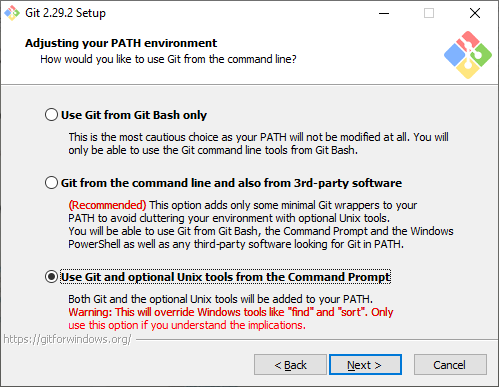 Git 2.29.2 Setup
Adjusting your PATH environment
How would you like to use Git from the command line?
Use Git from Git Bash only
This is the most cautious choice as your PATH will not be modified at all. You will
only be able to use the Git command line tools from Git Bash.
Git from the command line and also from 3rd-party software
(Recommended) This option adds only some minimal Git wrappers to your
PATH to avoid cluttering your environment with optional Unix tools.
You will be able to use Git from Git Bash, the Command Prompt and the Windows
PowerShell as well as any third-party software looking for Git in PATH.
Use Git and optional Unix tools from the Command Prompt
Both Git and the optional Unix tools will be added to your PATH.
Warning: This will override Windows tools like "find" and "sort". Only
use this option if you understand the implications.
https://gitforwindows.org/
< Back Next > Cancel